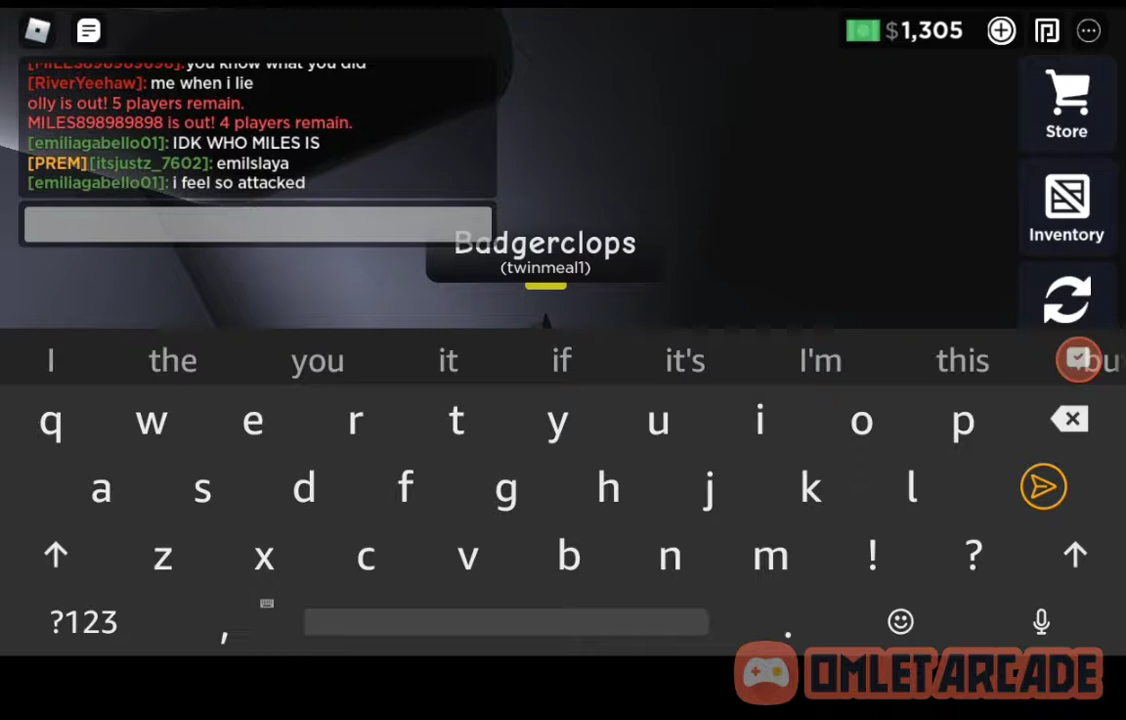 $1,305
[MILES898989898]: you know what you did
[RiverYeehaw]: me when i lie
olly is out! 5 players remain.
MILES898989898 is out! 4 players remain.
[emiliagabello01]: IDK WHO MILES IS
[PREM][itsjustz_7602]: emilslaya
[emiliagabello01]: i feel so attacked
Store
Inventory
Badgerclops
(twinmeal1)
I the you it if it's I'm this bu
q w e r t y u i o p
a s d f g h j k l
z x c v b n m ! ?
?123 , .
OMLET ARCADE